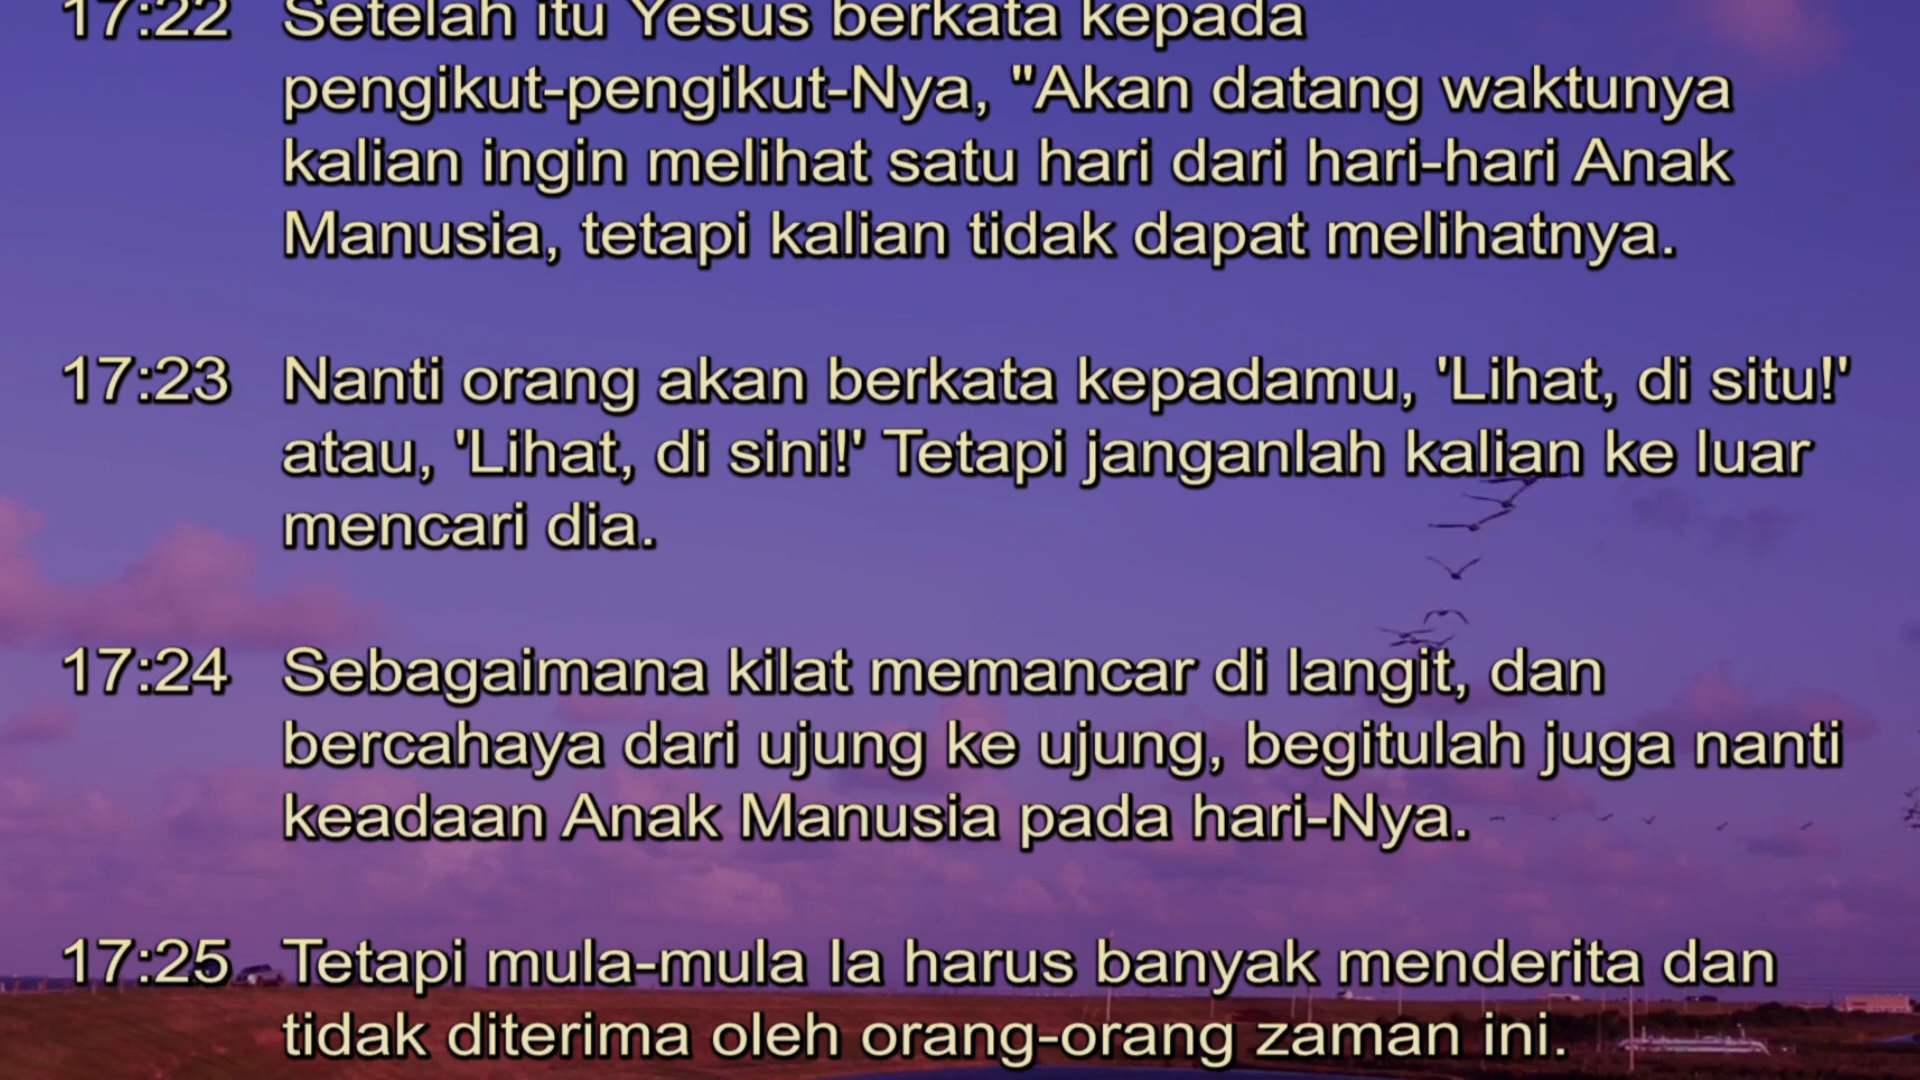 17:22 Setelah itu Yesus berkata kepada
pengikut-pengikut-Nya, "Akan datang waktunya
kalian ingin melihat satu hari dari hari-hari Anak
Manusia, tetapi kalian tidak dapat melihatnya.
17:23 Nanti orang akan berkata kepadamu, 'Lihat, di situ!'
atau, 'Lihat, di sini!' Tetapi janganlah kalian ke luar
mencari dia.
17:24 Sebagaimana kilat memancar di langit, dan
bercahaya dari ujung ke ujung, begitulah juga nanti
keadaan Anak Manusia pada hari-Nya.
17:25 Tetapi mula-mula Ia harus banyak menderita dan
tidak diterima oleh orang-orang zaman ini.